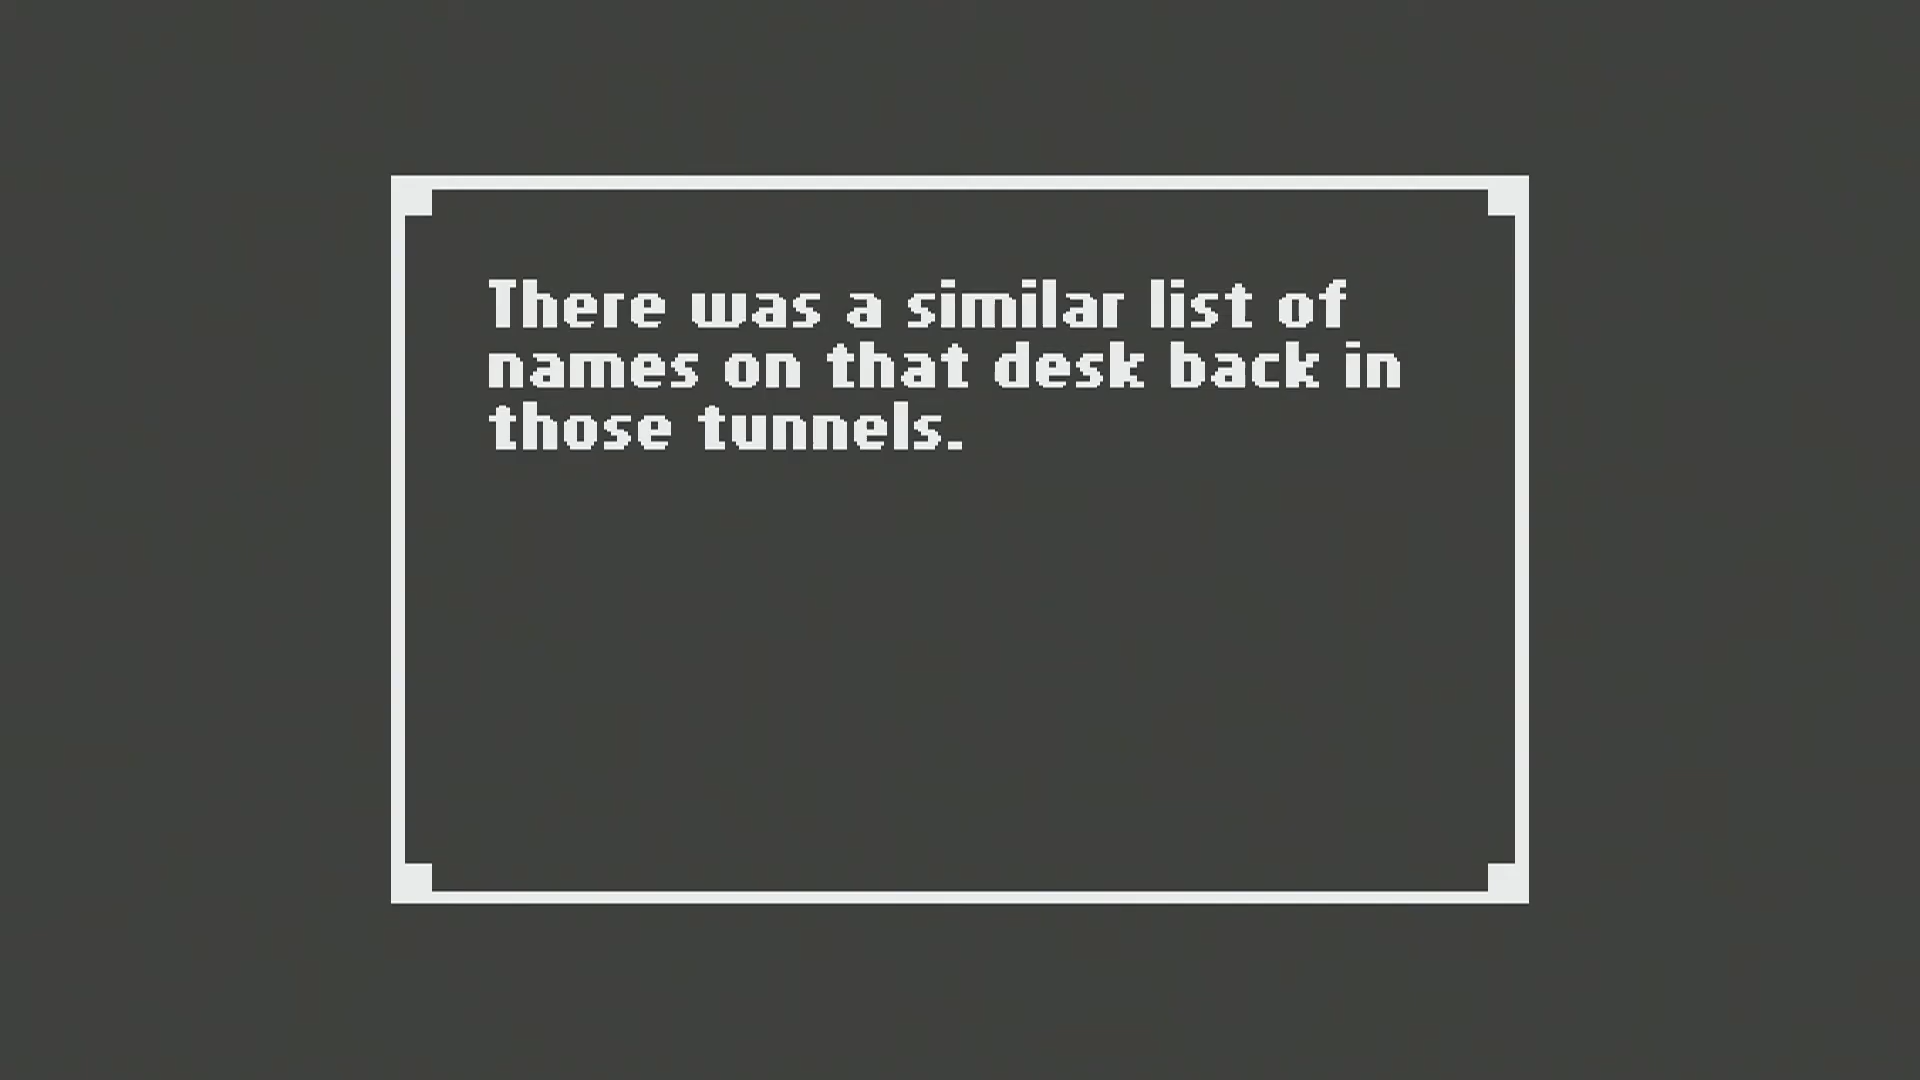 There was a similar list of
names on that desk back in
those tunnels.